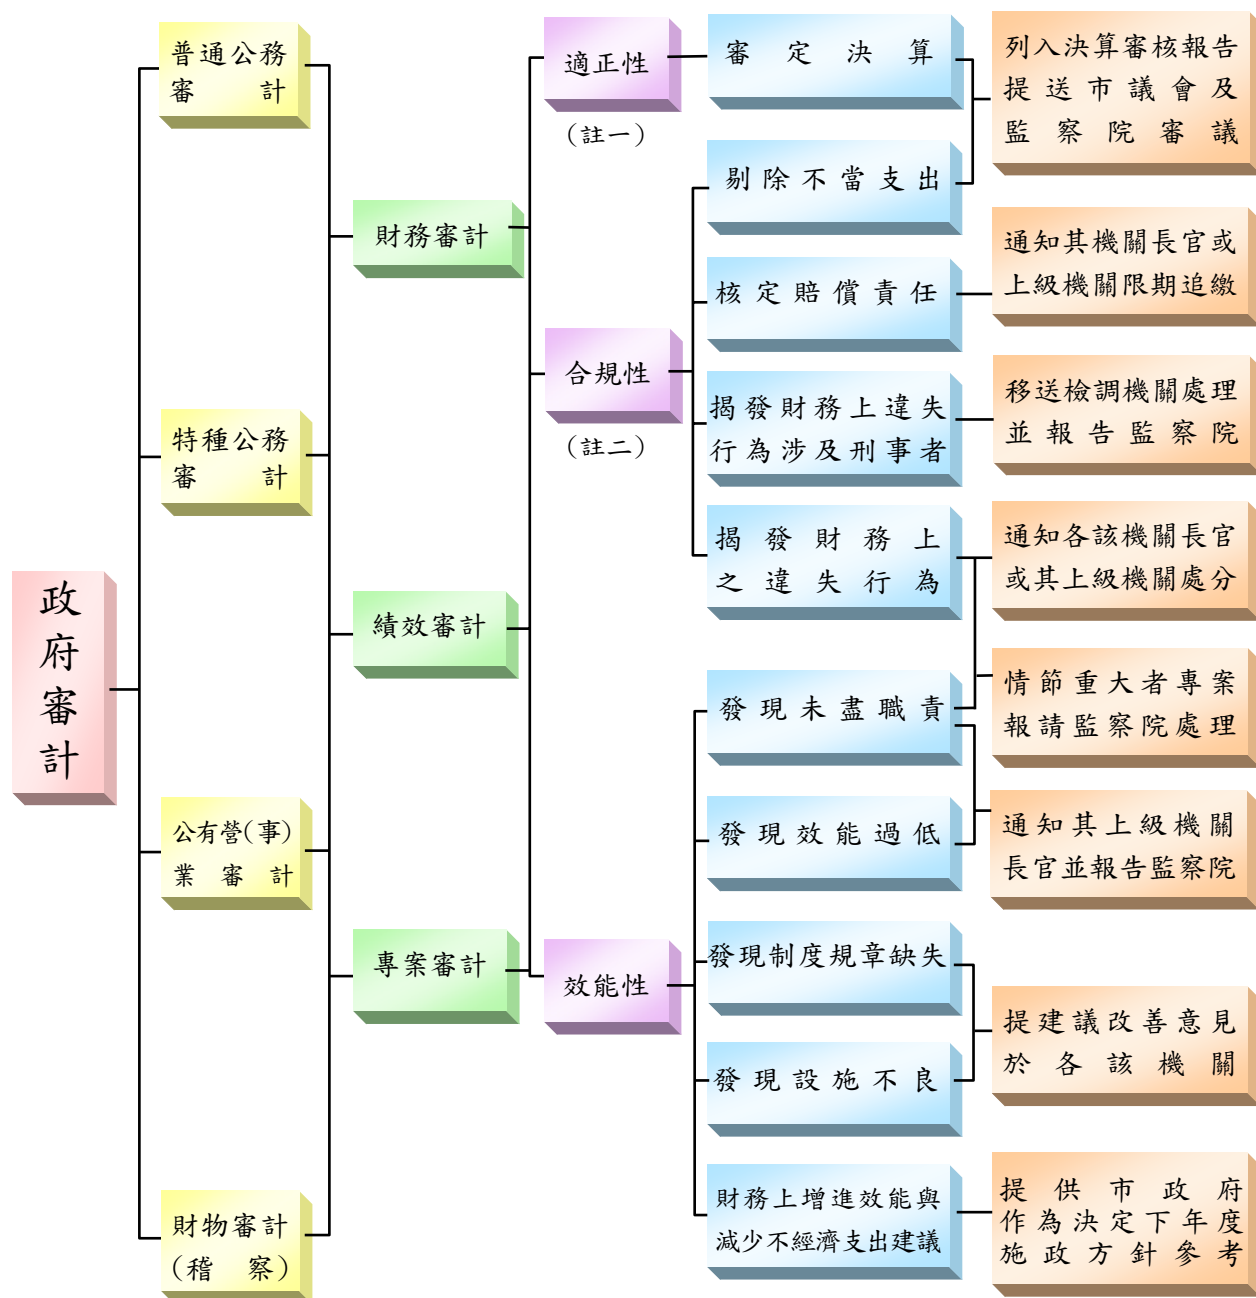 政
府
審
計
普通公務
審計
特種公務
審計
公有營(事)
業審計
財物審計
(稽察)
財務審計
績效審計
專案審計
適正性
(註一)
合規性
(註二)
效能性
審定決算
剔除不當支出
核定賠償責任
揭發財務上違失
行為涉及刑事者
揭發財務上
之違失行為
發現未盡職責
發現效能過低
發現制度規章缺失
發現設施不良
財務上增進效能與
減少不經濟支出建議
列入決算審核報告
提送市議會及
監察院審議
通知其機關長官或
上級機關限期追繳
移送檢調機關處理
並報告監察院
通知各該機關長官
或其上級機關處分
情節重大者專案
報請監察院處理
通知其上級機關
長官並報告監察院
提建議改善意見
於各該機關
提供市政府
作為決定下年度
施政方針參考